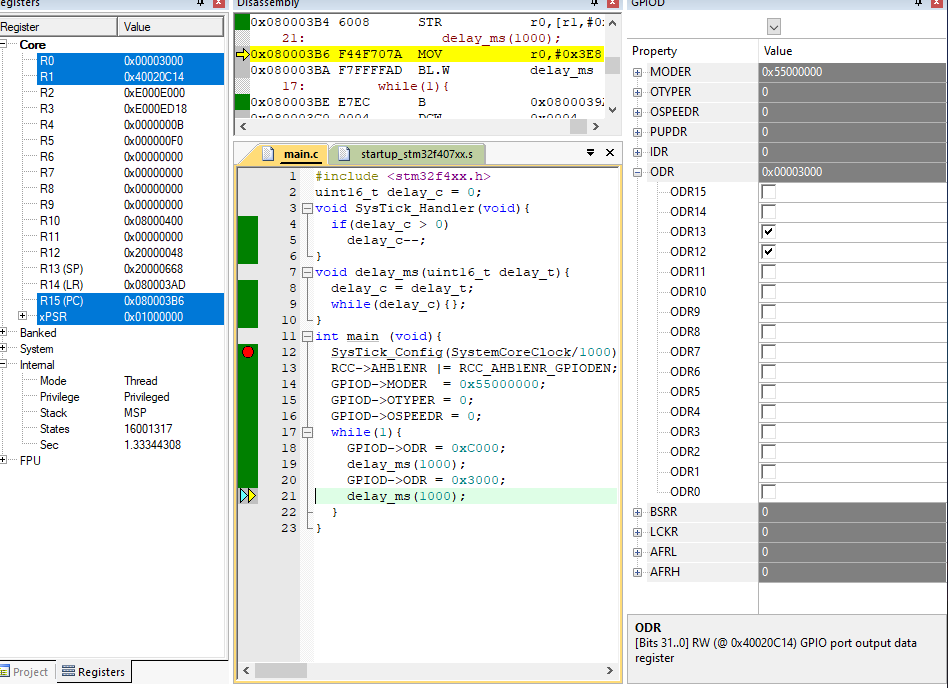 egisters
Register Value
Core
R0 0x00003000
R1 0x40020C14
R2 0xE000E000
R3 0xE000ED18
R4 0x0000000B
R5 0x000000F0
R6 0x00000000
R7 0x00000000
R8 0x00000000
R9 0x00000000
R10 0x08000400
R11 0x00000000
R12 0x20000048
R13 (SP) 0x20000668
R14 (LR) 0x080003AD
R15 (PC) 0x080003B6
xPSR 0x01000000
Banked
System
Internal
Mode Thread
Privilege Privileged
Stack MSP
States 16001317
Sec 1.33344308
FPU
Project Registers
Disassembly
0x080003B4 6008 STR r0,[r1,#0x
21: delay_ms(1000);
0x080003B6 F44F707A MOV r0,#0x3E8
0x080003BA F7FFFFAD BL.W delay_ms
17: while(1){
0x080003BE E7EC B 0x0800039
0x080003C0 0004 DCW 0x0004
main.c startup_stm32f407xx.s
1 #include <stm32f4xx.h>
2 uint16_t delay_c = 0;
3 void SysTick_Handler(void){
4 if(delay_c > 0)
5 delay_c--;
6 }
7 void delay_ms(uint16_t delay_t){
8 delay_c = delay_t;
9 while(delay_c){};
10 }
11 int main (void){
12 SysTick_Config(SystemCoreClock/1000)
13 RCC->AHB1ENR |= RCC_AHB1ENR_GPIODEN;
14 GPIOD->MODER = 0x55000000;
15 GPIOD->OTYPER = 0;
16 GPIOD->OSPEEDR = 0;
17 while(1){
18 GPIOD->ODR = 0xC000;
19 delay_ms(1000);
20 GPIOD->ODR = 0x3000;
21 delay_ms(1000);
22 }
23 }
GPIOD
Property Value
MODER 0x55000000
OTYPER 0
OSPEEDR 0
PUPDR 0
IDR 0
ODR 0x00003000
ODR15
ODR14
ODR13
ODR12
ODR11
ODR10
ODR9
ODR8
ODR7
ODR6
ODR5
ODR4
ODR3
ODR2
ODR1
ODR0
BSRR 0
LCKR 0
AFRL 0
AFRH 0
ODR
[Bits 31..0] RW (@ 0x40020C14) GPIO port output data
register